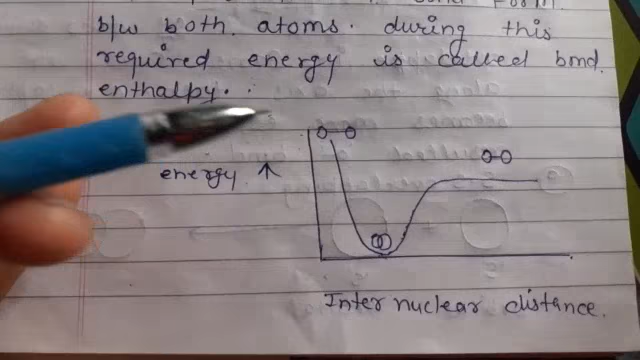 b/w both atoms. during this
required energy is called bond
enthalpy.
energy ↑
Inter nuclear distance.